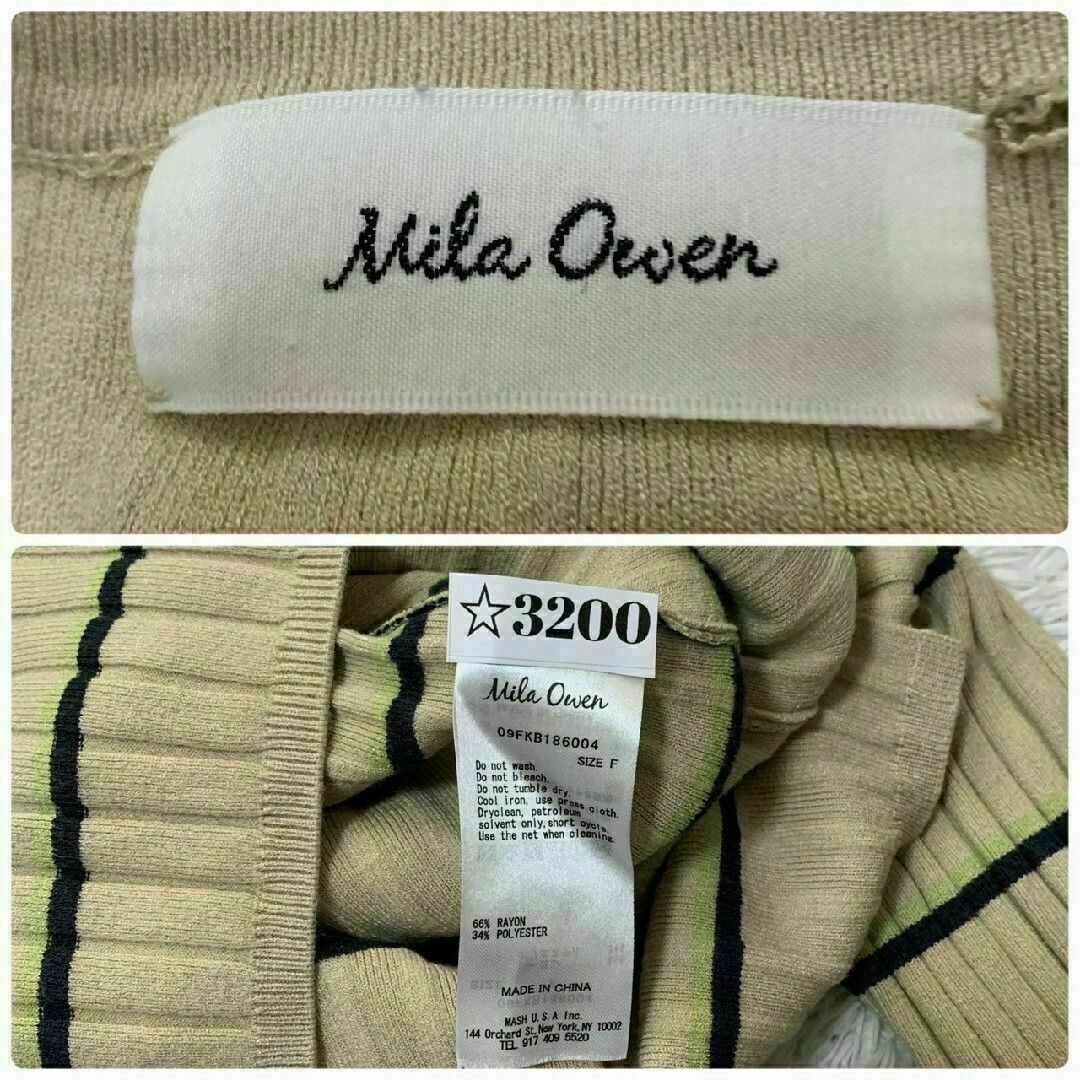 Mila Owen
☆3200
Mila Owen
09FKB186004
SIZE F
Do not wash.
Do not bleach.
Do not tumble dry.
Cool iron. use press cloth.
Dryclean, petroleum
solvent only, short cycle.
Use the net when cleaning.
66% RAYON
34% POLYESTER
MADE IN CHINA
MASH U.S.A Inc.
144 Orchard St, New York, NY 10002
TEL 917 409 5520